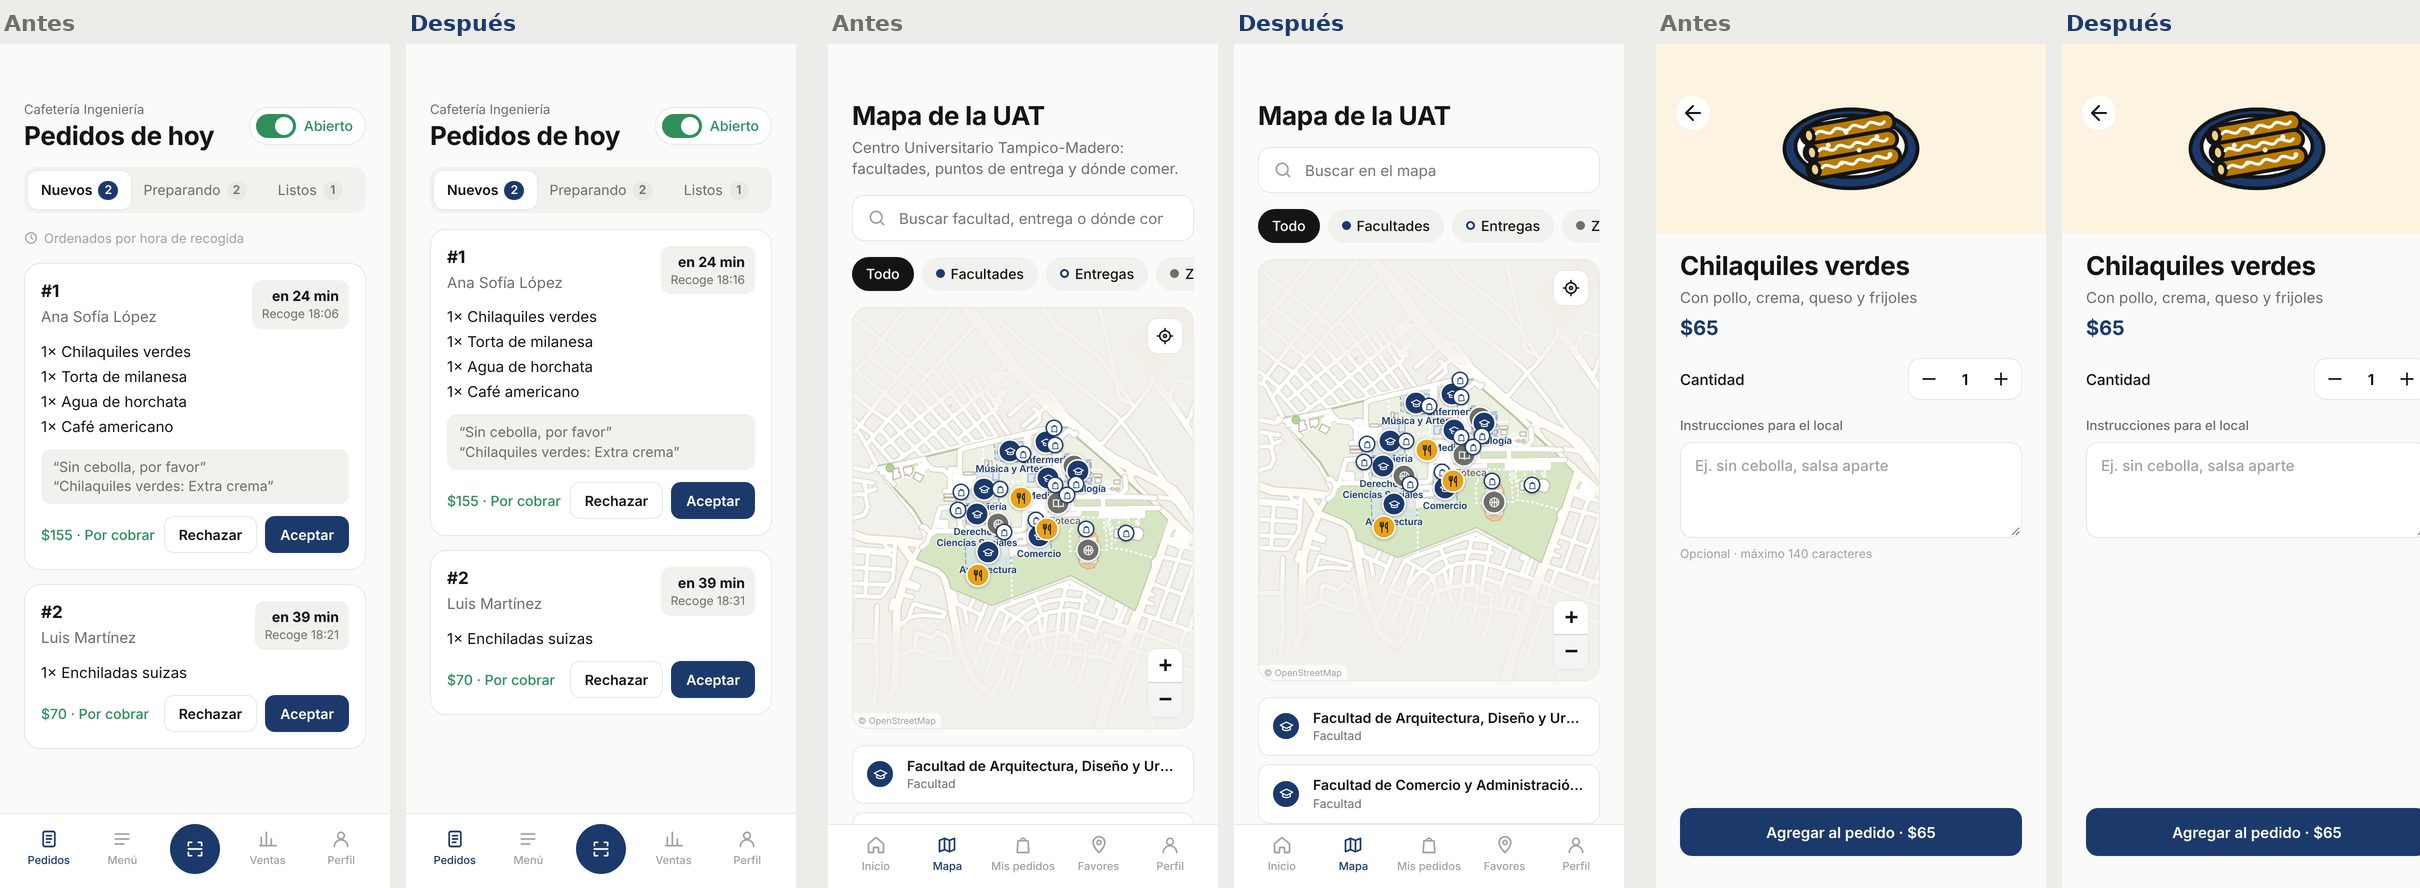 Antes
Cafetería Ingeniería
Pedidos de hoy
Abierto
Nuevos 2
Preparando 2
Listos 1
Ordenados por hora de recogida
#1
en 24 min
Ana Sofía López
Recoge 18:06
1× Chilaquiles verdes
1× Torta de milanesa
1× Agua de horchata
1× Café americano
“Sin cebolla, por favor”
“Chilaquiles verdes: Extra crema”
$155 · Por cobrar
Rechazar
Aceptar
#2
en 39 min
Luis Martínez
Recoge 18:21
1× Enchiladas suizas
$70 · Por cobrar
Rechazar
Aceptar
Pedidos
Menú
Ventas
Perfil
Después
Cafetería Ingeniería
Pedidos de hoy
Abierto
Nuevos 2
Preparando 2
Listos 1
#1
en 24 min
Ana Sofía López
Recoge 18:16
1× Chilaquiles verdes
1× Torta de milanesa
1× Agua de horchata
1× Café americano
“Sin cebolla, por favor”
“Chilaquiles verdes: Extra crema”
$155 · Por cobrar
Rechazar
Aceptar
#2
en 39 min
Luis Martínez
Recoge 18:31
1× Enchiladas suizas
$70 · Por cobrar
Rechazar
Aceptar
Pedidos
Menú
Ventas
Perfil
Antes
Mapa de la UAT
Centro Universitario Tampico-Madero:
facultades, puntos de entrega y dónde comer.
Buscar facultad, entrega o dónde cor
Todo
Facultades
Entregas
Z
Música y Artes
Derecho
Ciencias Sociales
Comercio
+
−
© OpenStreetMap
Facultad de Arquitectura, Diseño y Ur...
Facultad
Inicio
Mapa
Mis pedidos
Favores
Perfil
Después
Mapa de la UAT
Buscar en el mapa
Todo
Facultades
Entregas
Z
Música y Artes
Derecho
Ciencias Sociales
Comercio
+
−
© OpenStreetMap
Facultad de Arquitectura, Diseño y Ur...
Facultad
Facultad de Comercio y Administració...
Facultad
Inicio
Mapa
Mis pedidos
Favores
Perfil
Antes
Chilaquiles verdes
Con pollo, crema, queso y frijoles
$65
Cantidad
− 1 +
Instrucciones para el local
Ej. sin cebolla, salsa aparte
Opcional · máximo 140 caracteres
Agregar al pedido · $65
Después
Chilaquiles verdes
Con pollo, crema, queso y frijoles
$65
Cantidad
− 1 +
Instrucciones para el local
Ej. sin cebolla, salsa aparte
Agregar al pedido · $65